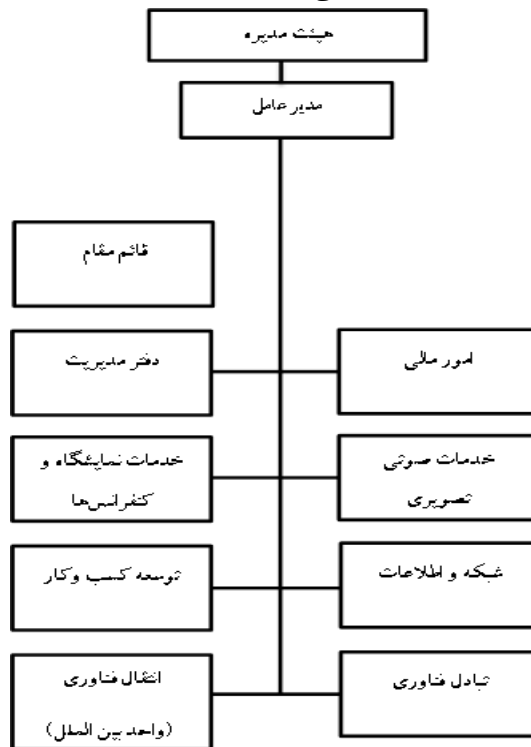 هیئت مدیره
مدیر عامل
قائم مقام
امور مالی
دفتر مدیریت
خدمات صوتی
تصویری
خدمات نمایشگاه و
کنفرانس‌ها
شبکه و اطلاعات
توسعه کسب وکار
تبادل فناوری
انتقال فناوری
(واحد بین الملل)